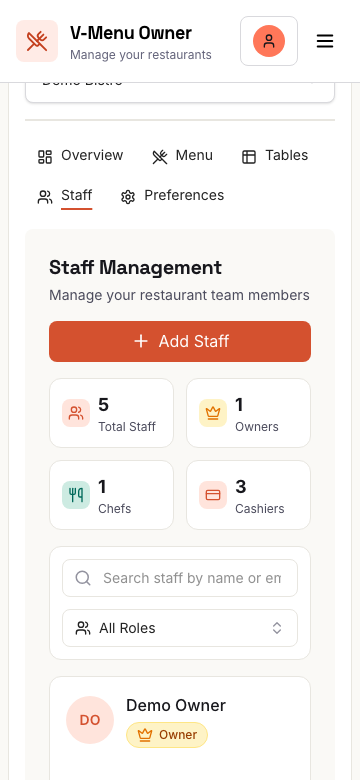 V-Menu Owner
Manage your restaurants
Demo Bistro
Overview
Menu
Tables
Staff
Preferences
Staff Management
Manage your restaurant team members
Add Staff
5
Total Staff
1
Owners
1
Chefs
3
Cashiers
Search staff by name or em
All Roles
DO
Demo Owner
Owner